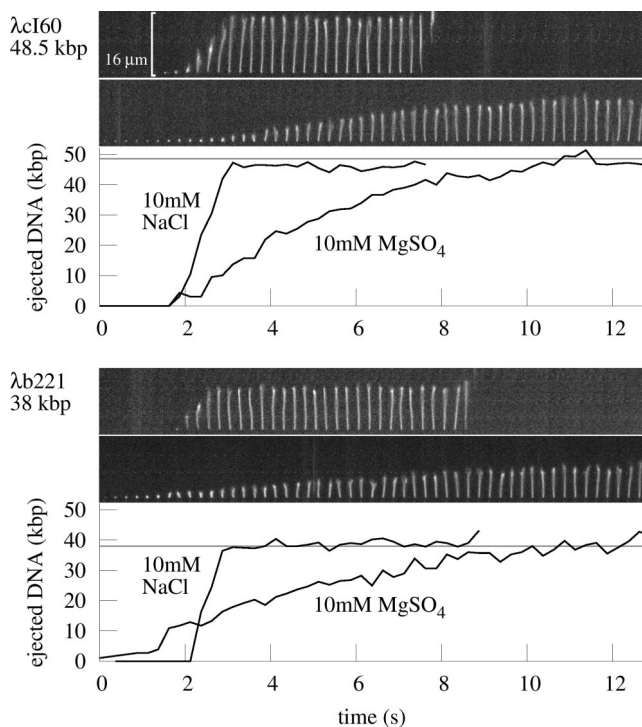 λcI60
48.5 kbp
16 μm
ejected DNA (kbp)
50
40
30
20
10
0
10mM
NaCl
10mM MgSO₄
0 2 4 6 8 10 12
λb221
38 kbp
ejected DNA (kbp)
50
40
30
20
10
0
10mM
NaCl
10mM MgSO₄
0 2 4 6 8 10 12
time (s)